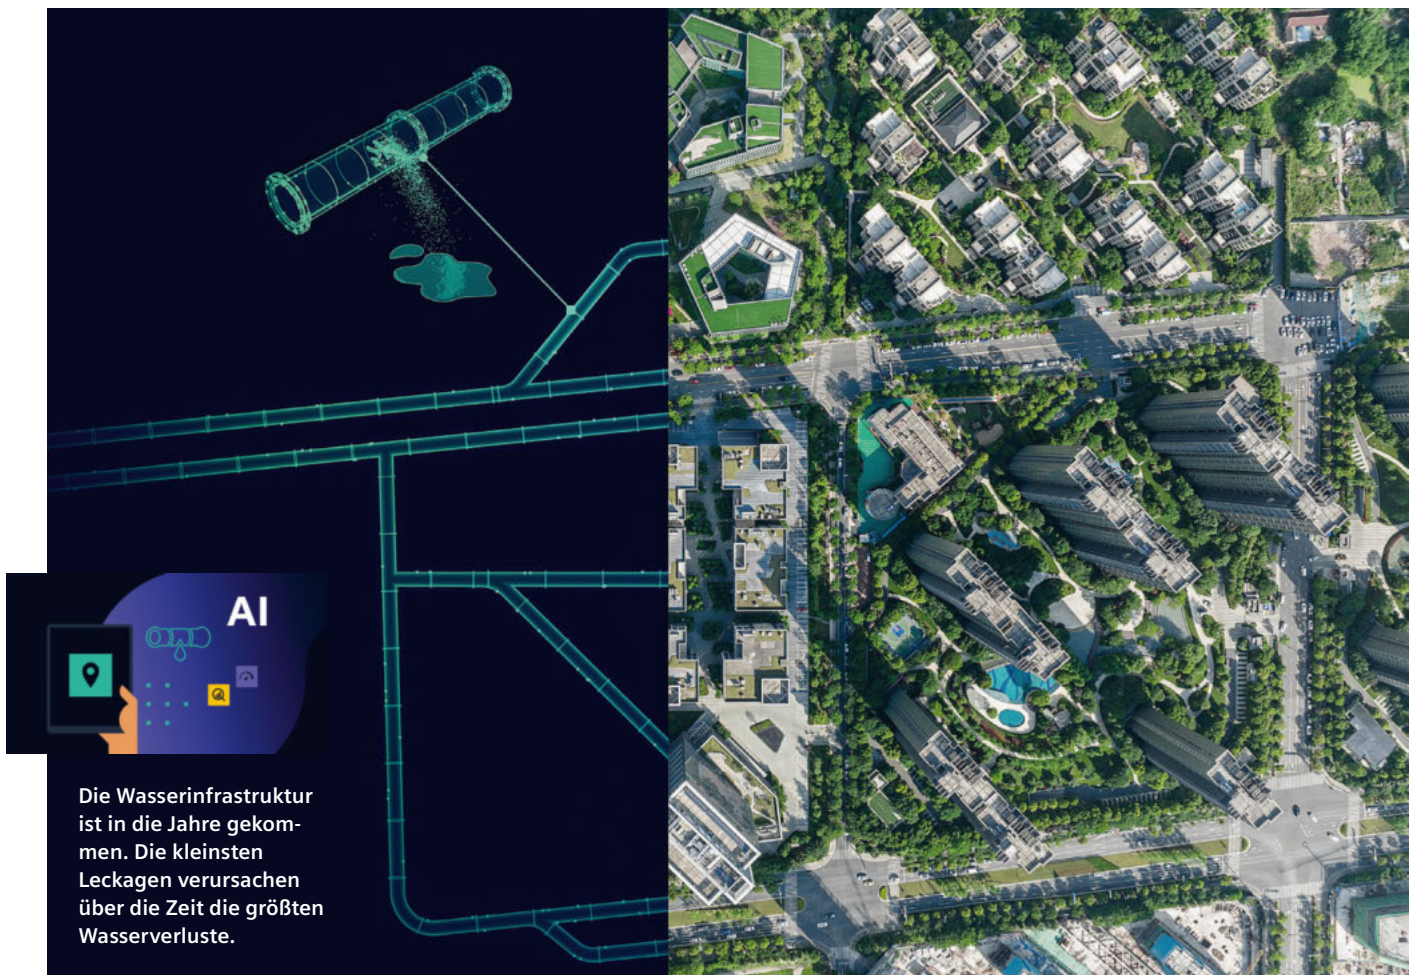 AI
Die Wasserinfrastruktur
ist in die Jahre gekom-
men. Die kleinsten
Leckagen verursachen
über die Zeit die größten
Wasserverluste.